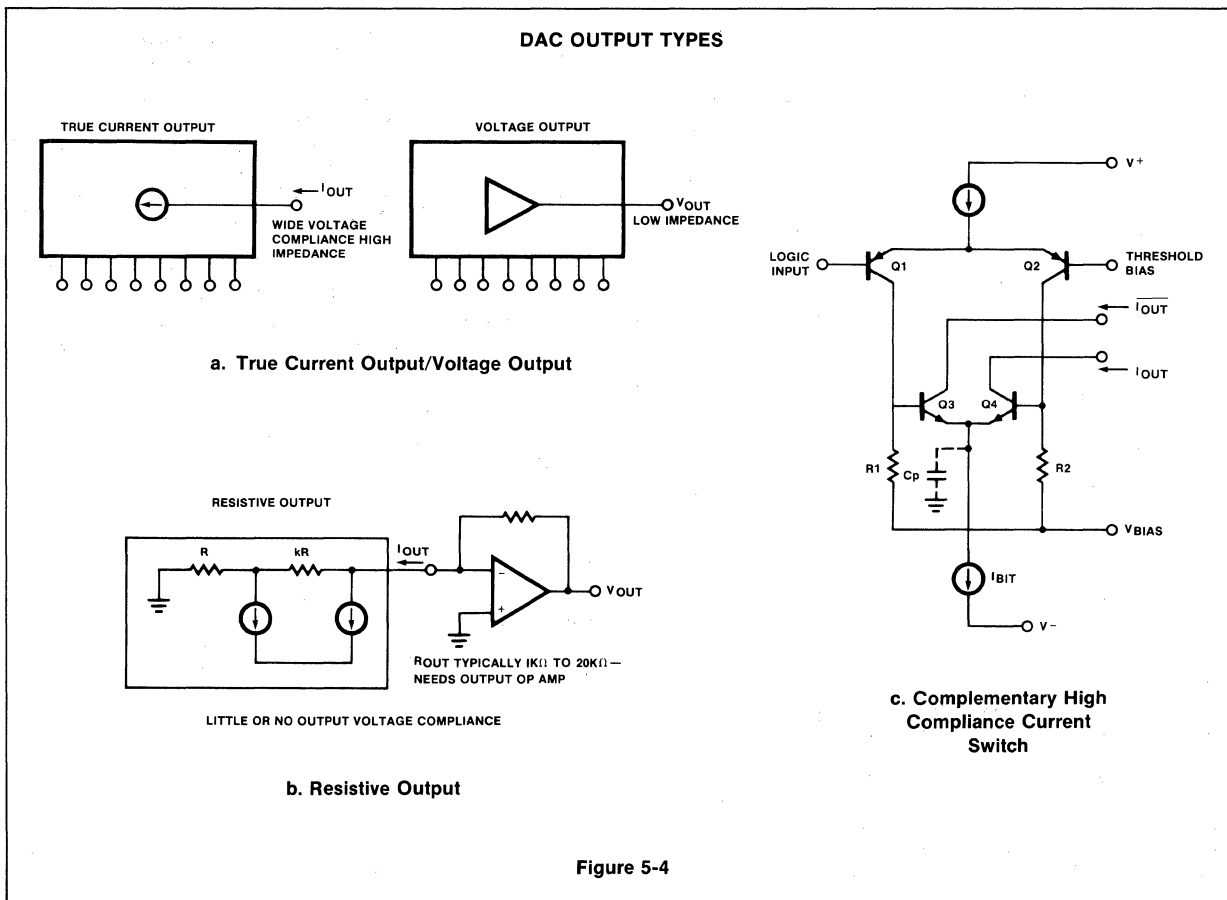 DAC OUTPUT TYPES
TRUE CURRENT OUTPUT
IOUT
WIDE VOLTAGE
COMPLIANCE HIGH
IMPEDANCE
VOLTAGE OUTPUT
VOUT
LOW IMPEDANCE
a. True Current Output/Voltage Output
RESISTIVE OUTPUT
R
kR
IOUT
−
+
VOUT
ROUT TYPICALLY 1KΩ TO 20KΩ—
NEEDS OUTPUT OP AMP
LITTLE OR NO OUTPUT VOLTAGE COMPLIANCE
b. Resistive Output
V+
LOGIC
INPUT
Q1
Q2
THRESHOLD
BIAS
I̅O̅U̅T̅
IOUT
Q3
Q4
R1
Cp
R2
VBIAS
IBIT
V−
c. Complementary High
Compliance Current
Switch
Figure 5-4